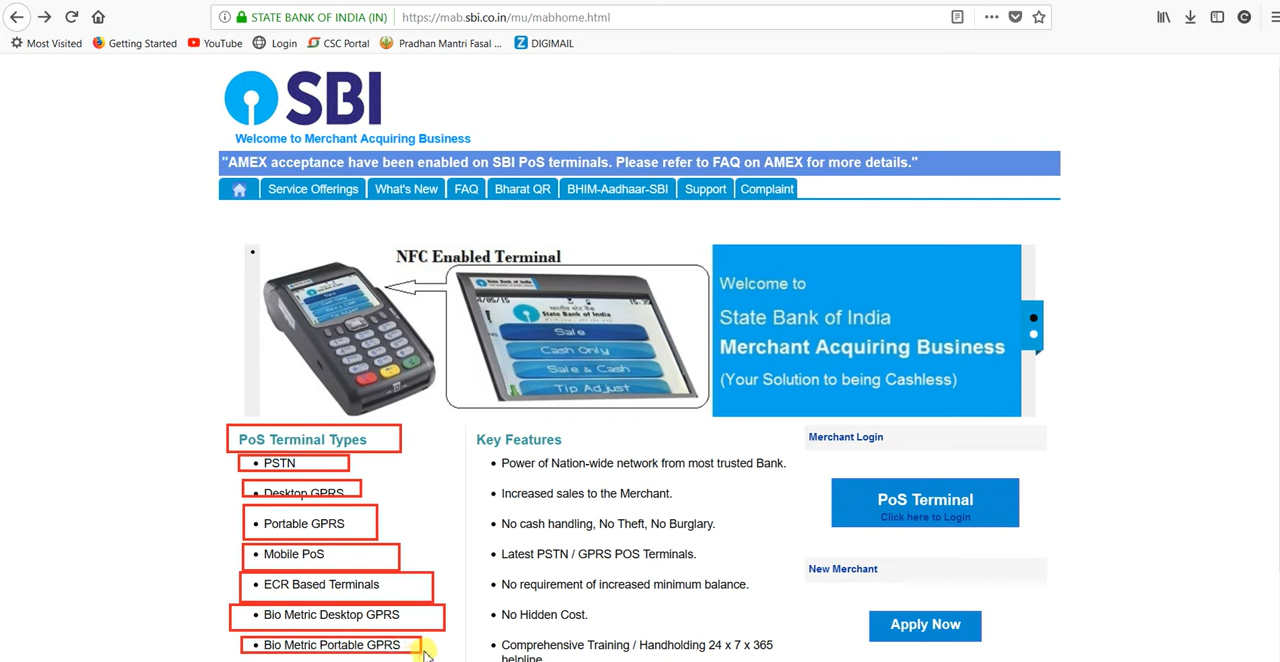 STATE BANK OF INDIA (IN)
https://mab.sbi.co.in/mu/mabhome.html
Most Visited
Getting Started
YouTube
Login
CSC Portal
Pradhan Mantri Fasal ...
DIGIMAIL
SBI
Welcome to Merchant Acquiring Business
"AMEX acceptance have been enabled on SBI PoS terminals. Please refer to FAQ on AMEX for more details."
Service Offerings
What's New
FAQ
Bharat QR
BHIM-Aadhaar-SBI
Support
Complaint
NFC Enabled Terminal
State Bank of India
Sale
Cash Only
Sale & Cash
Tip Adjust
Welcome to
State Bank of India
Merchant Acquiring Business
(Your Solution to being Cashless)
PoS Terminal Types
• PSTN
• Desktop GPRS
• Portable GPRS
• Mobile PoS
• ECR Based Terminals
• Bio Metric Desktop GPRS
• Bio Metric Portable GPRS
Key Features
• Power of Nation-wide network from most trusted Bank.
• Increased sales to the Merchant.
• No cash handling, No Theft, No Burglary.
• Latest PSTN / GPRS POS Terminals.
• No requirement of increased minimum balance.
• No Hidden Cost.
• Comprehensive Training / Handholding 24 x 7 x 365
helpline
Merchant Login
PoS Terminal
Click here to Login
New Merchant
Apply Now